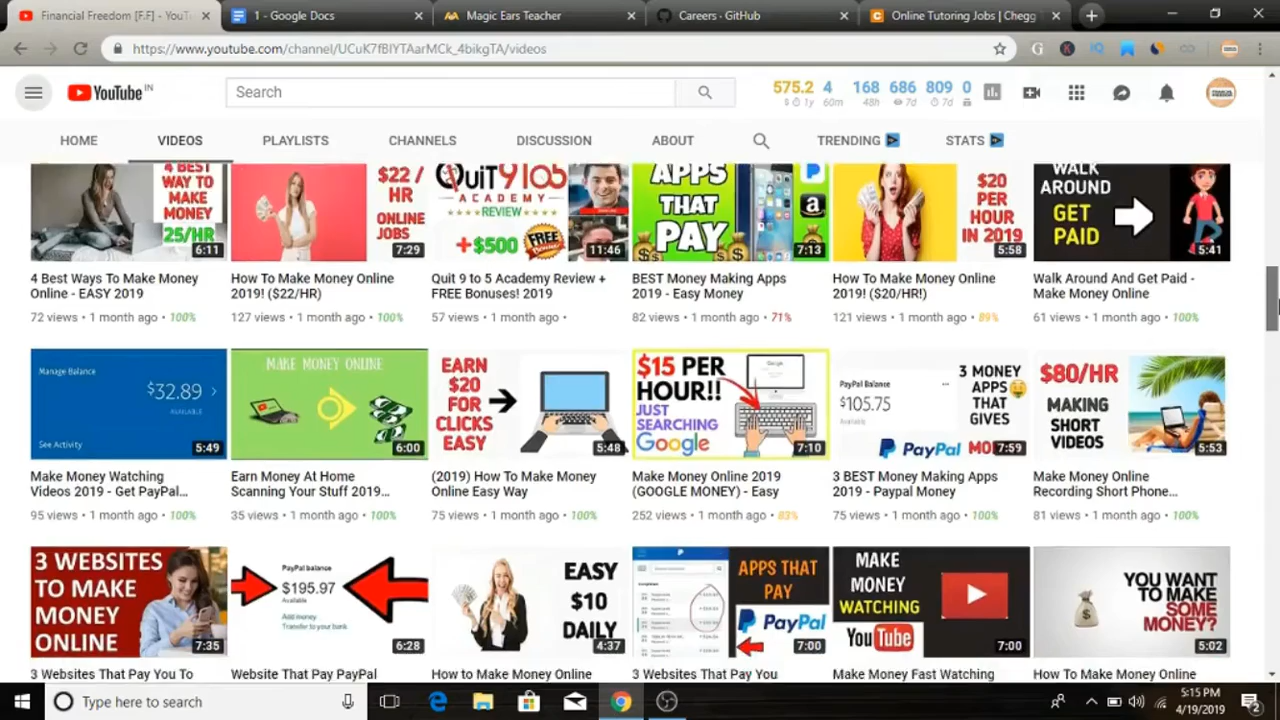 Financial Freedom [F.F] - YouT
1 - Google Docs
Magic Ears Teacher
Careers · GitHub
Online Tutoring Jobs | Chegg
https://www.youtube.com/channel/UCuK7fBIYTAarMCk_4bikgTA/videos
YouTube IN
Search
575.2 4 168 686 809 0
1y 60m 48h 7d 7d
HOME VIDEOS PLAYLISTS CHANNELS DISCUSSION ABOUT TRENDING STATS
4 BEST
WAY TO
MAKE
MONEY
25/HR
6:11
$22 /
HR
ONLINE
JOBS
7:29
QUIT 9TO5
ACADEMY
REVIEW
+$500
FREE
11:46
APPS
THAT
PAY
7:13
$20
PER
HOUR
IN 2019
5:58
WALK
AROUND
GET
PAID
5:41
4 Best Ways To Make Money
Online - EASY 2019
72 views • 1 month ago • 100%
How To Make Money Online
2019! ($22/HR)
127 views • 1 month ago • 100%
Quit 9 to 5 Academy Review +
FREE Bonuses! 2019
57 views • 1 month ago •
BEST Money Making Apps
2019 - Easy Money
82 views • 1 month ago • 71%
How To Make Money Online
2019! ($20/HR!)
121 views • 1 month ago • 89%
Walk Around And Get Paid -
Make Money Online
61 views • 1 month ago • 100%
Manage Balance
$32.89
AVAILABLE
See Activity
5:49
MAKE MONEY ONLINE
6:00
EARN
$20
FOR
CLICKS
EASY
5:48
$15 PER
HOUR!!
JUST
SEARCHING
Google
7:10
PayPal Balance
$105.75
Available
3 MONEY
APPS
THAT
GIVES
PayPal MO
7:59
$80/HR
MAKING
SHORT
VIDEOS
5:53
Make Money Watching
Videos 2019 - Get PayPal...
95 views • 1 month ago • 100%
Earn Money At Home
Scanning Your Stuff 2019...
35 views • 1 month ago • 100%
(2019) How To Make Money
Online Easy Way
75 views • 1 month ago • 100%
Make Money Online 2019
(GOOGLE MONEY) - Easy
252 views • 1 month ago • 83%
3 BEST Money Making Apps
2019 - Paypal Money
75 views • 1 month ago • 100%
Make Money Online
Recording Short Phone...
81 views • 1 month ago • 100%
3 WEBSITES
TO MAKE
MONEY
ONLINE
7:35
PayPal balance
$195.97
Available
Add money
Transfer to your bank
6:28
EASY
$10
DAILY
4:37
APPS THAT
PAY
PayPal
7:00
MAKE
MONEY
WATCHING
YouTube
7:00
YOU WANT
TO MAKE
SOME
MONEY?
5:02
3 Websites That Pay You To
Website That Pay PayPal
How to Make Money Online
3 Websites That Pay You
Make Money Fast Watching
How To Make Money Online
Type here to search
5:15 PM
4/19/2019
2